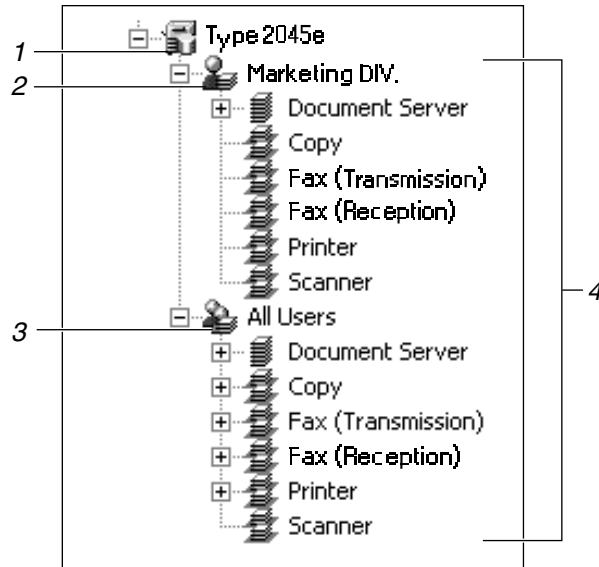 1
Type 2045e
2
Marketing DIV.
Document Server
Copy
Fax (Transmission)
Fax (Reception)
Printer
Scanner
4
3
All Users
Document Server
Copy
Fax (Transmission)
Fax (Reception)
Printer
Scanner